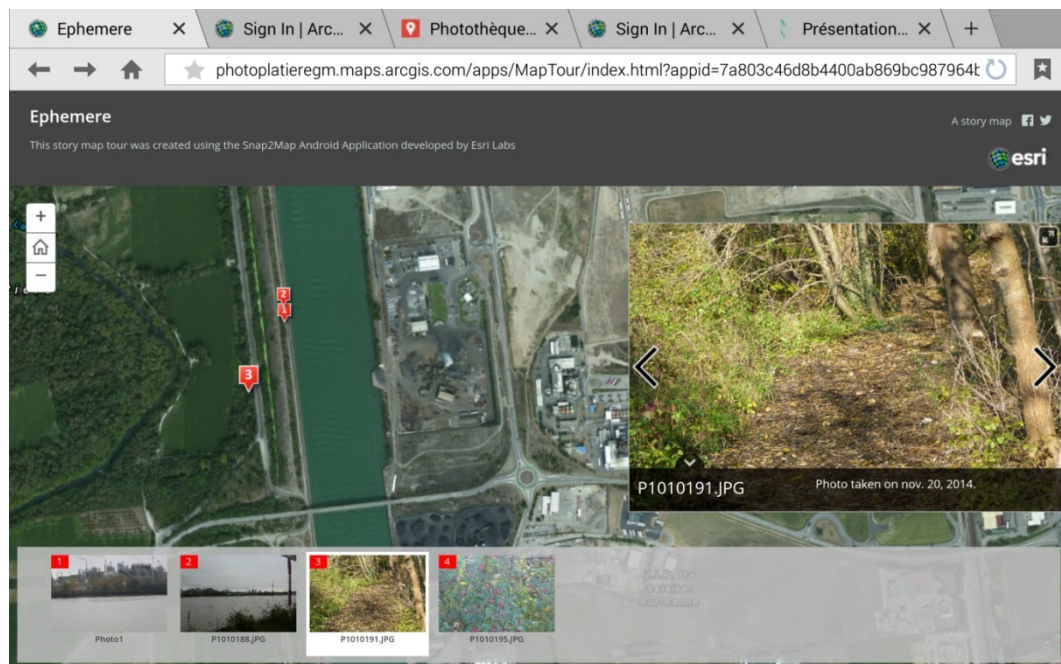 Ephemere
Sign In | Arc...
Photothèque...
Sign In | Arc...
Présentation...
photoplatieregm.maps.arcgis.com/apps/MapTour/index.html?appid=7a803c46d8b4400ab869bc987964b
Ephemere
A story map
This story map tour was created using the Snap2Map Android Application developed by Esri Labs
esri
2
1
3
P1010191.JPG
Photo taken on nov. 20, 2014.
1
2
3
4
Photo1
P1010188.JPG
P1010191.JPG
P1010195.JPG